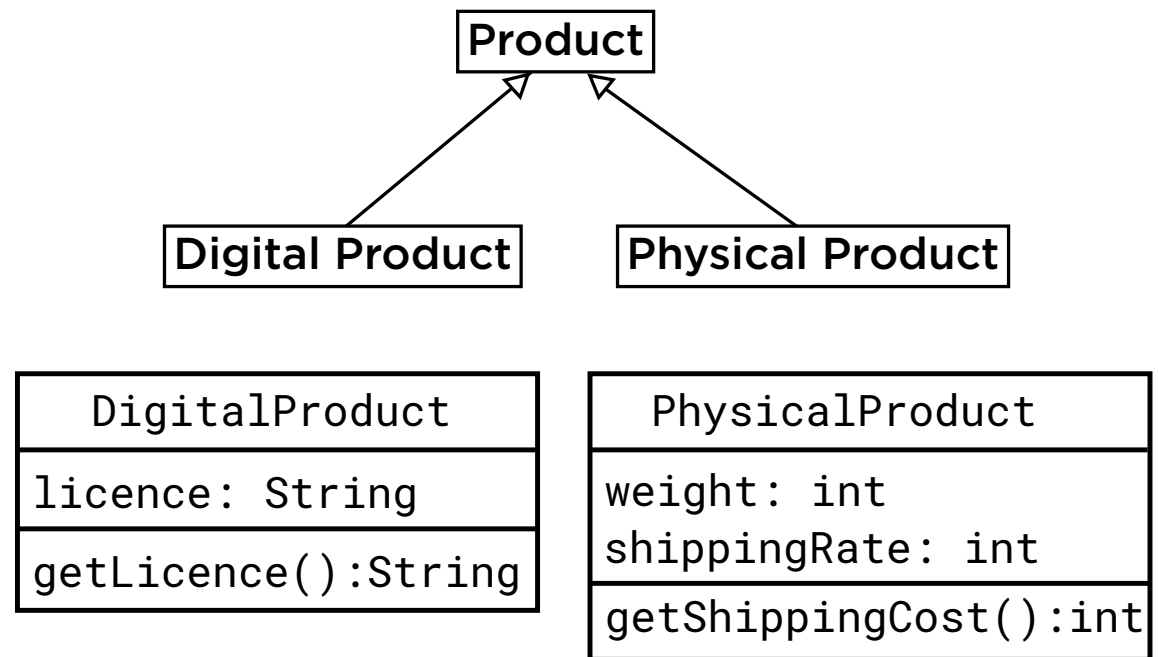 Product
Digital Product
Physical Product
DigitalProduct
licence: String
getLicence():String
PhysicalProduct
weight: int
shippingRate: int
getShippingCost():int